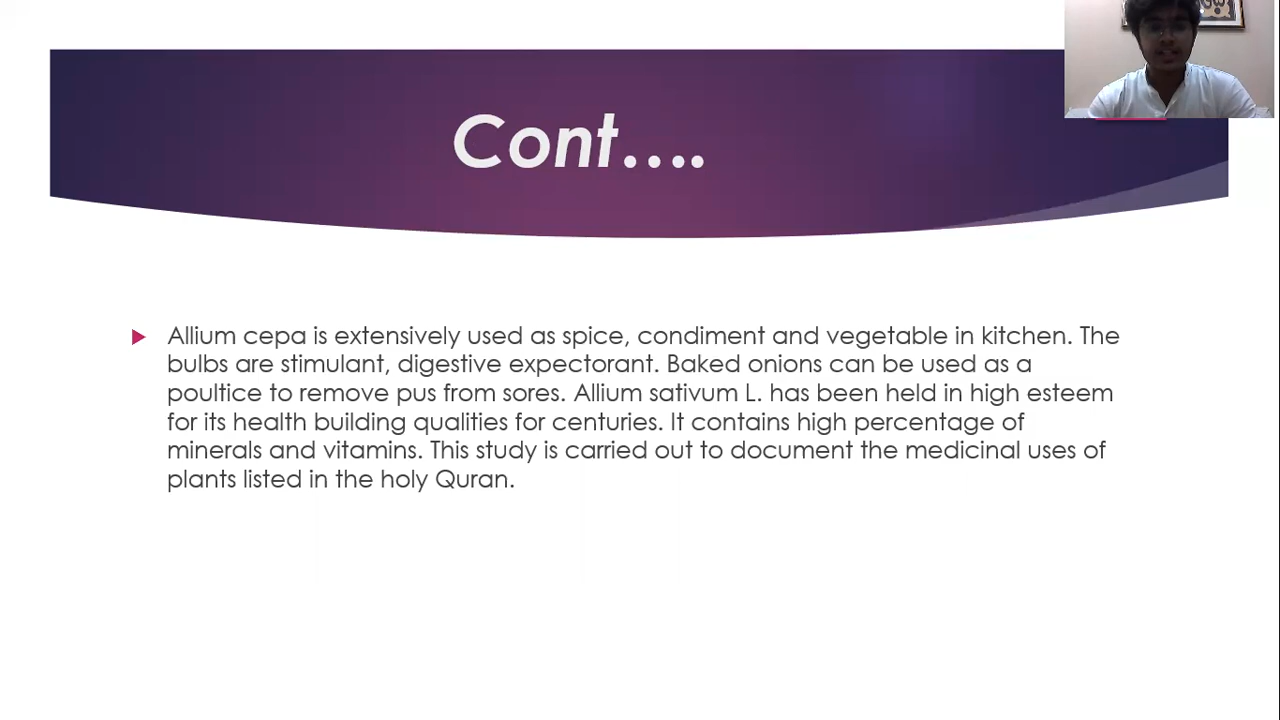 Cont....
Allium cepa is extensively used as spice, condiment and vegetable in kitchen. The
bulbs are stimulant, digestive expectorant. Baked onions can be used as a
poultice to remove pus from sores. Allium sativum L. has been held in high esteem
for its health building qualities for centuries. It contains high percentage of
minerals and vitamins. This study is carried out to document the medicinal uses of
plants listed in the holy Quran.